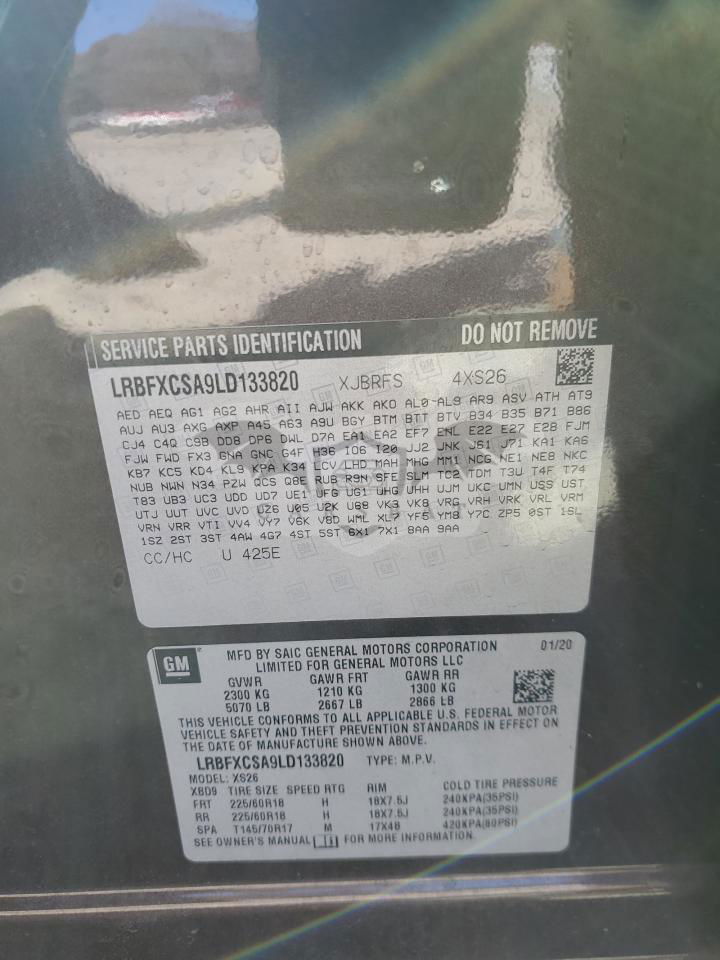 SERVICE PARTS IDENTIFICATION DO NOT REMOVE
LRBFXCSA9LD133820 XJBRFS 4XS26
AED AEQ AG1 AG2 AHR AII AJW AKK AKO AL0 AL9 AR9 ASV ATH AT9
AUJ AU3 AXG AXP A45 A63 A9U BGY BTM BTT BTV B34 B35 B71 B86
CJ4 C4Q C9B DD8 DP6 DWL D7A EA1 EA2 EF7 ENL E22 E27 E28 FJM
FJW FWD FX3 GNA GNC G4F H36 IO6 I20 JJ2 JNK J61 J71 KA1 KA6
KB7 KC5 KD4 KL9 KPA K34 LCV LHD MAH MHG MM1 NCG NE1 NE8 NKC
NUB NWN N34 PZW QCS Q8E RUB R9N SFE SLM TC2 TDM T3U T4F T74
T83 UB3 UC3 UDD UD7 UE1 UFG UG1 UHG UHH UJM UKC UMN USS UST
UTJ UUT UVC UVD UZ6 U05 U2K U68 VK3 VK8 VRG VRH VRK VRL VRM
VRN VRR VTI VV4 VY7 V6K V8D WML XL7 YF5 YM8 Y7C ZP5 0ST 1SL
1SZ 2ST 3ST 4AW 4G7 4ST 5ST 6X1 7X1 8AA 9AA
CC/HC U 425E
GM
MFD BY SAIC GENERAL MOTORS CORPORATION 01/20
LIMITED FOR GENERAL MOTORS LLC
GVWR GAWR FRT GAWR RR
2300 KG 1210 KG 1300 KG
5070 LB 2667 LB 2866 LB
THIS VEHICLE CONFORMS TO ALL APPLICABLE U.S. FEDERAL MOTOR
VEHICLE SAFETY AND THEFT PREVENTION STANDARDS IN EFFECT ON
THE DATE OF MANUFACTURE SHOWN ABOVE.
LRBFXCSA9LD133820 TYPE: M.P.V.
MODEL: XS26
XBD9 TIRE SIZE SPEED RTG RIM COLD TIRE PRESSURE
FRT 225/60R18 H 18X7.5J 240KPA(35PSI)
RR 225/60R18 H 18X7.5J 240KPA(35PSI)
SPA T145/70R17 M 17X4B 420KPA(60PSI)
SEE OWNER'S MANUAL FOR MORE INFORMATION.